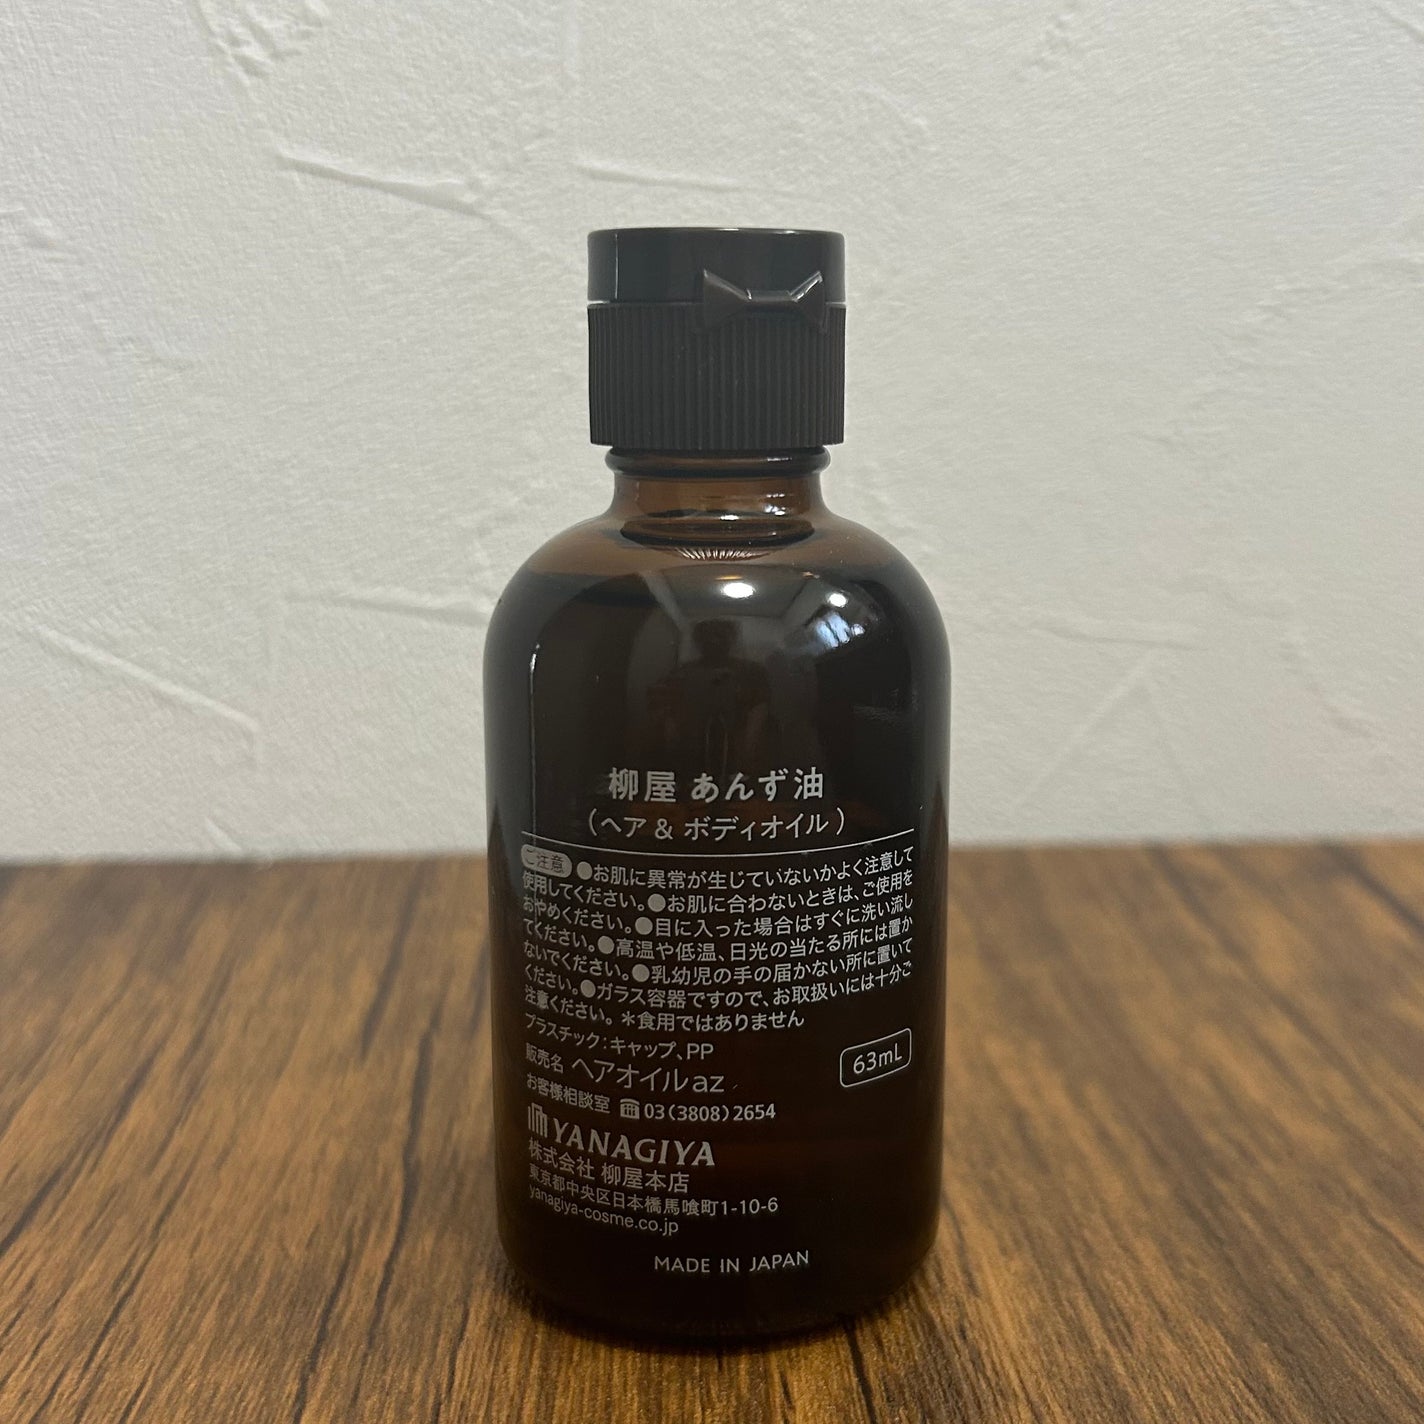 柳屋 あんず油
(ヘア & ボディオイル)
ご注意 ●お肌に異常が生じていないかよく注意して
使用してください。●お肌に合わないときは、ご使用を
おやめください。●目に入った場合はすぐに洗い流し
てください。●高温や低温、日光の当たる所には置か
ないでください。●乳幼児の手の届かない所に置いて
ください。●ガラス容器ですので、お取扱いには十分ご
注意ください。＊食用ではありません
プラスチック:キャップ、PP
63mL
販売名 ヘアオイル az
お客様相談室 ☎03(3808)2654
YANAGIYA
株式会社 柳屋本店
東京都中央区日本橋馬喰町1-10-6
yanagiya-cosme.co.jp
MADE IN JAPAN